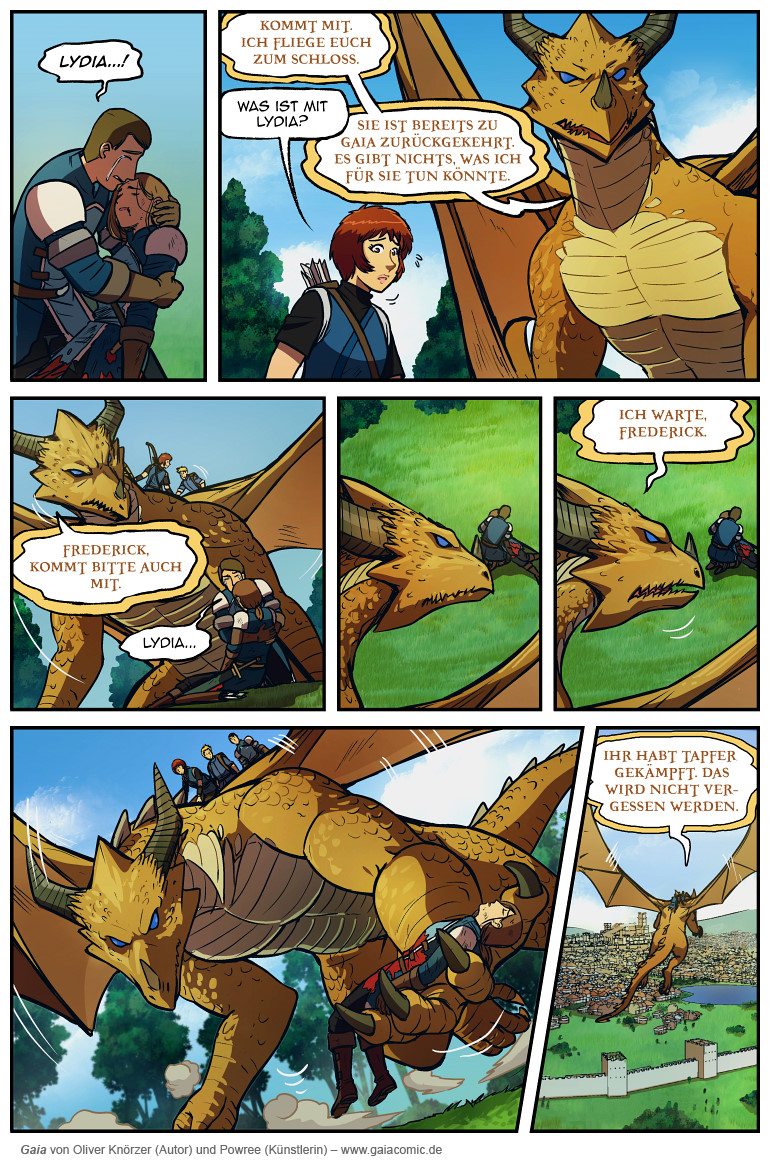 LYDIA...!
KOMMT MIT.
ICH FLIEGE EUCH
ZUM SCHLOSS.
WAS IST MIT
LYDIA?
SIE IST BEREITS ZU
GAIA ZURÜCKGEKEHRT.
ES GIBT NICHTS, WAS ICH
FÜR SIE TUN KÖNNTE.
FREDERICK,
KOMMT BITTE AUCH
MIT.
LYDIA...
ICH WARTE,
FREDERICK.
IHR HABT TAPFER
GEKÄMPFT. DAS
WIRD NICHT VER-
GESSEN WERDEN.
Gaia von Oliver Knörzer (Autor) und Powree (Künstlerin) – www.gaiacomic.de